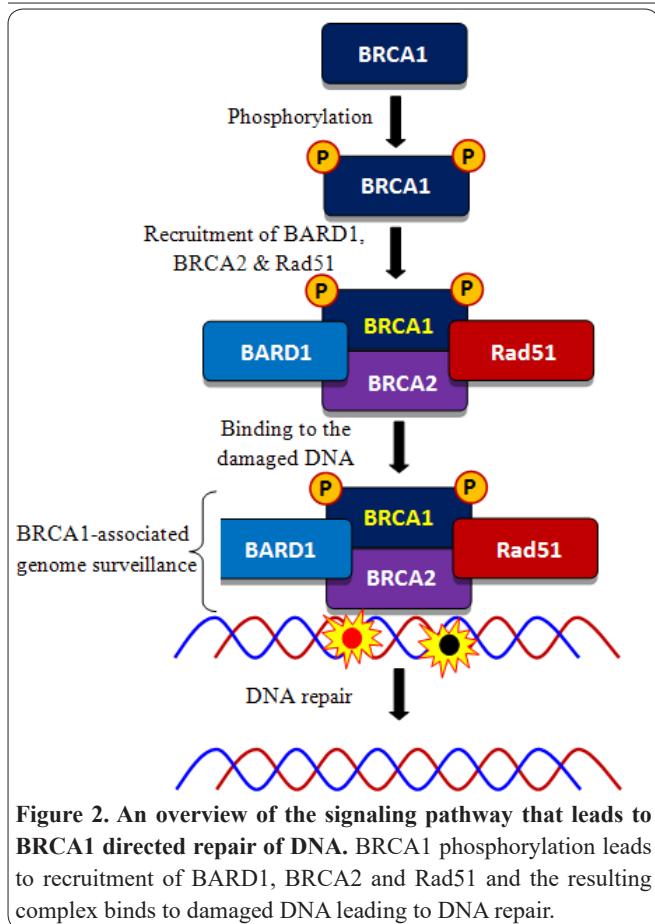 BRCA1
Phosphorylation
P P
BRCA1
Recruitment of BARD1,
BRCA2 & Rad51
P P
BRCA1
BARD1 Rad51
BRCA2
Binding to the
damaged DNA
P P
BRCA1
BRCA1-associated
genome surveillance
BARD1 Rad51
BRCA2
DNA repair
Figure 2. An overview of the signaling pathway that leads to
BRCA1 directed repair of DNA. BRCA1 phosphorylation leads
to recruitment of BARD1, BRCA2 and Rad51 and the resulting
complex binds to damaged DNA leading to DNA repair.